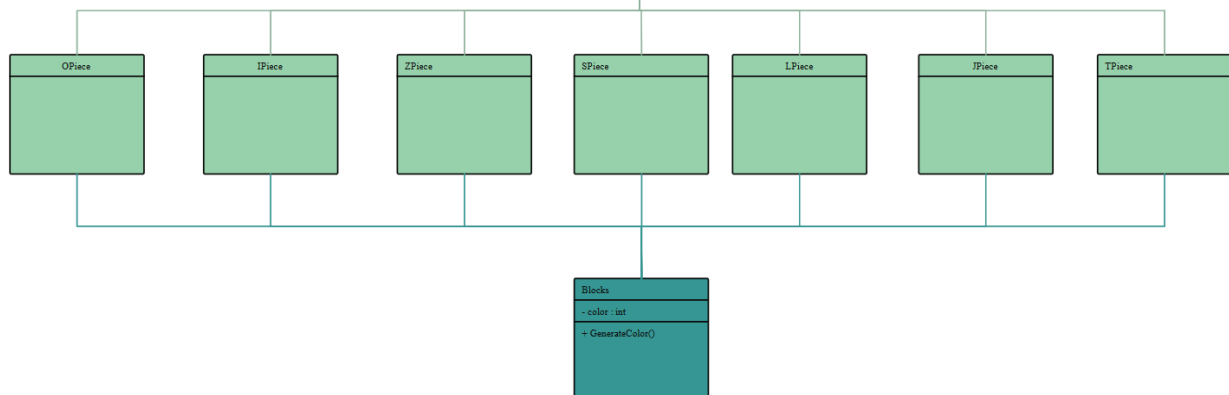 OPiece
IPiece
ZPiece
SPiece
LPiece
JPiece
TPiece
Blocks
- color : int
+ GenerateColor()